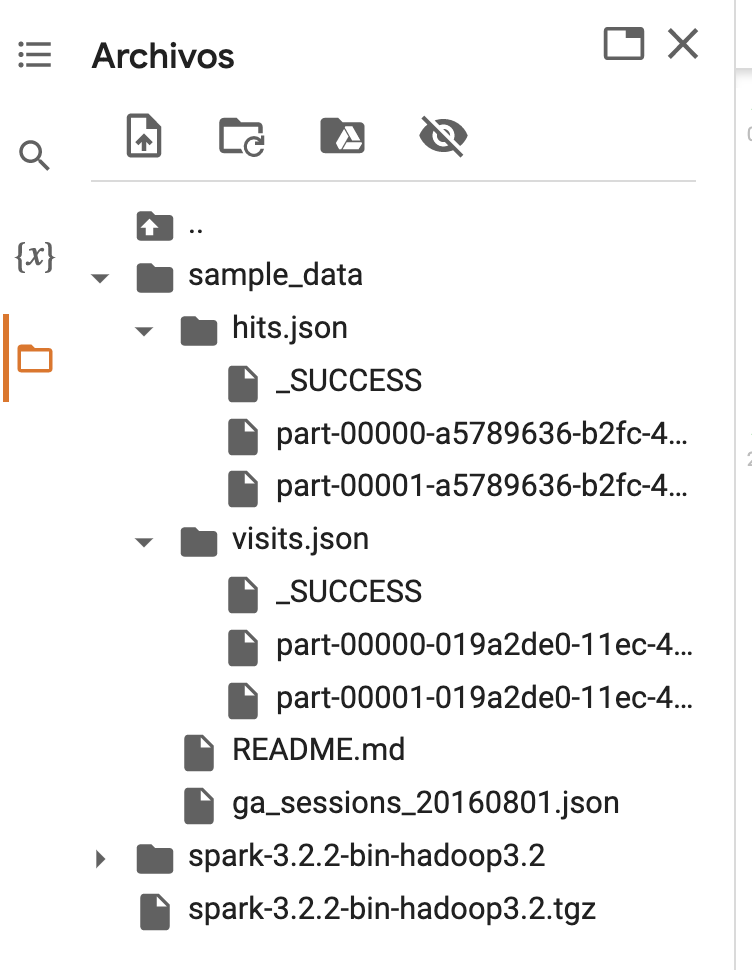 Archivos
{x}
..
sample_data
hits.json
_SUCCESS
part-00000-a5789636-b2fc-4...
part-00001-a5789636-b2fc-4...
visits.json
_SUCCESS
part-00000-019a2de0-11ec-4...
part-00001-019a2de0-11ec-4...
README.md
ga_sessions_20160801.json
spark-3.2.2-bin-hadoop3.2
spark-3.2.2-bin-hadoop3.2.tgz